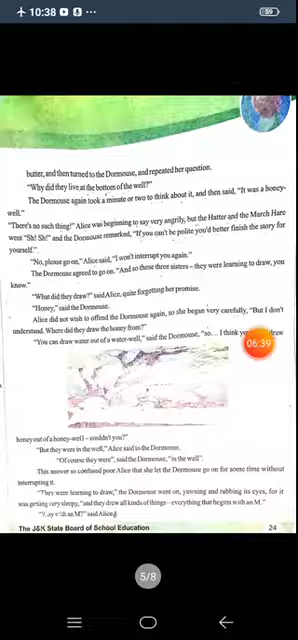 10:38
59
butter, and then turned to the Dormouse, and repeated her question.
"Why did they live at the bottom of the well?"
The Dormouse again took a minute or two to think about it, and then said, "It was a honey-
well."
"There's no such thing!" Alice was beginning to say very angrily, but the Hatter and the March Hare
went "Sh! Sh!" and the Dormouse remarked, "If you can't be polite you'd better finish the story for
yourself".
"No, please go on," Alice said, "I won't interrupt you again."
The Dormouse agreed to go on. "And so these three sisters – they were learning to draw, you
know."
"What did they draw?" said Alice, quite forgetting her promise.
"Honey," said the Dormouse.
Alice did not wish to offend the Dormouse again, so she began very carefully, "But I don't
understand. Where did they draw the honey from?"
"You can draw water out of a water-well," said the Dormouse, "so… I think draw
06:39
honey out of a honey-well – couldn't you?"
"But they were in the well," Alice said to the Dormouse.
"Of course they were", said the Dormouse, "in the well".
This answer so confused poor Alice that she let the Dormouse go on for some time without
interrupting it.
"They were learning to draw," the Dormouse went on, yawning and rubbing its eyes, for it
was getting very sleepy, "and they drew all kinds of things – everything that begins with an M."
with an M?" said Alice.
The J&K State Board of School Education 24
5/8